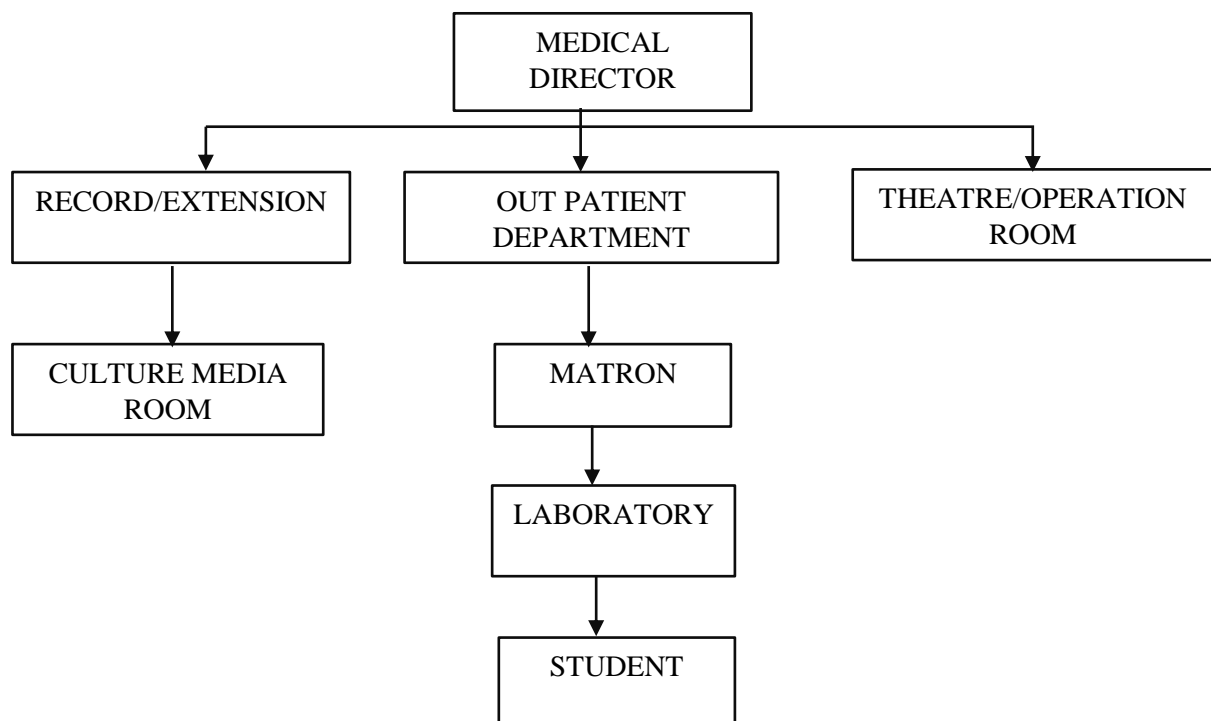 MEDICAL
DIRECTOR
RECORD/EXTENSION
OUT PATIENT
DEPARTMENT
THEATRE/OPERATION
ROOM
CULTURE MEDIA
ROOM
MATRON
LABORATORY
STUDENT